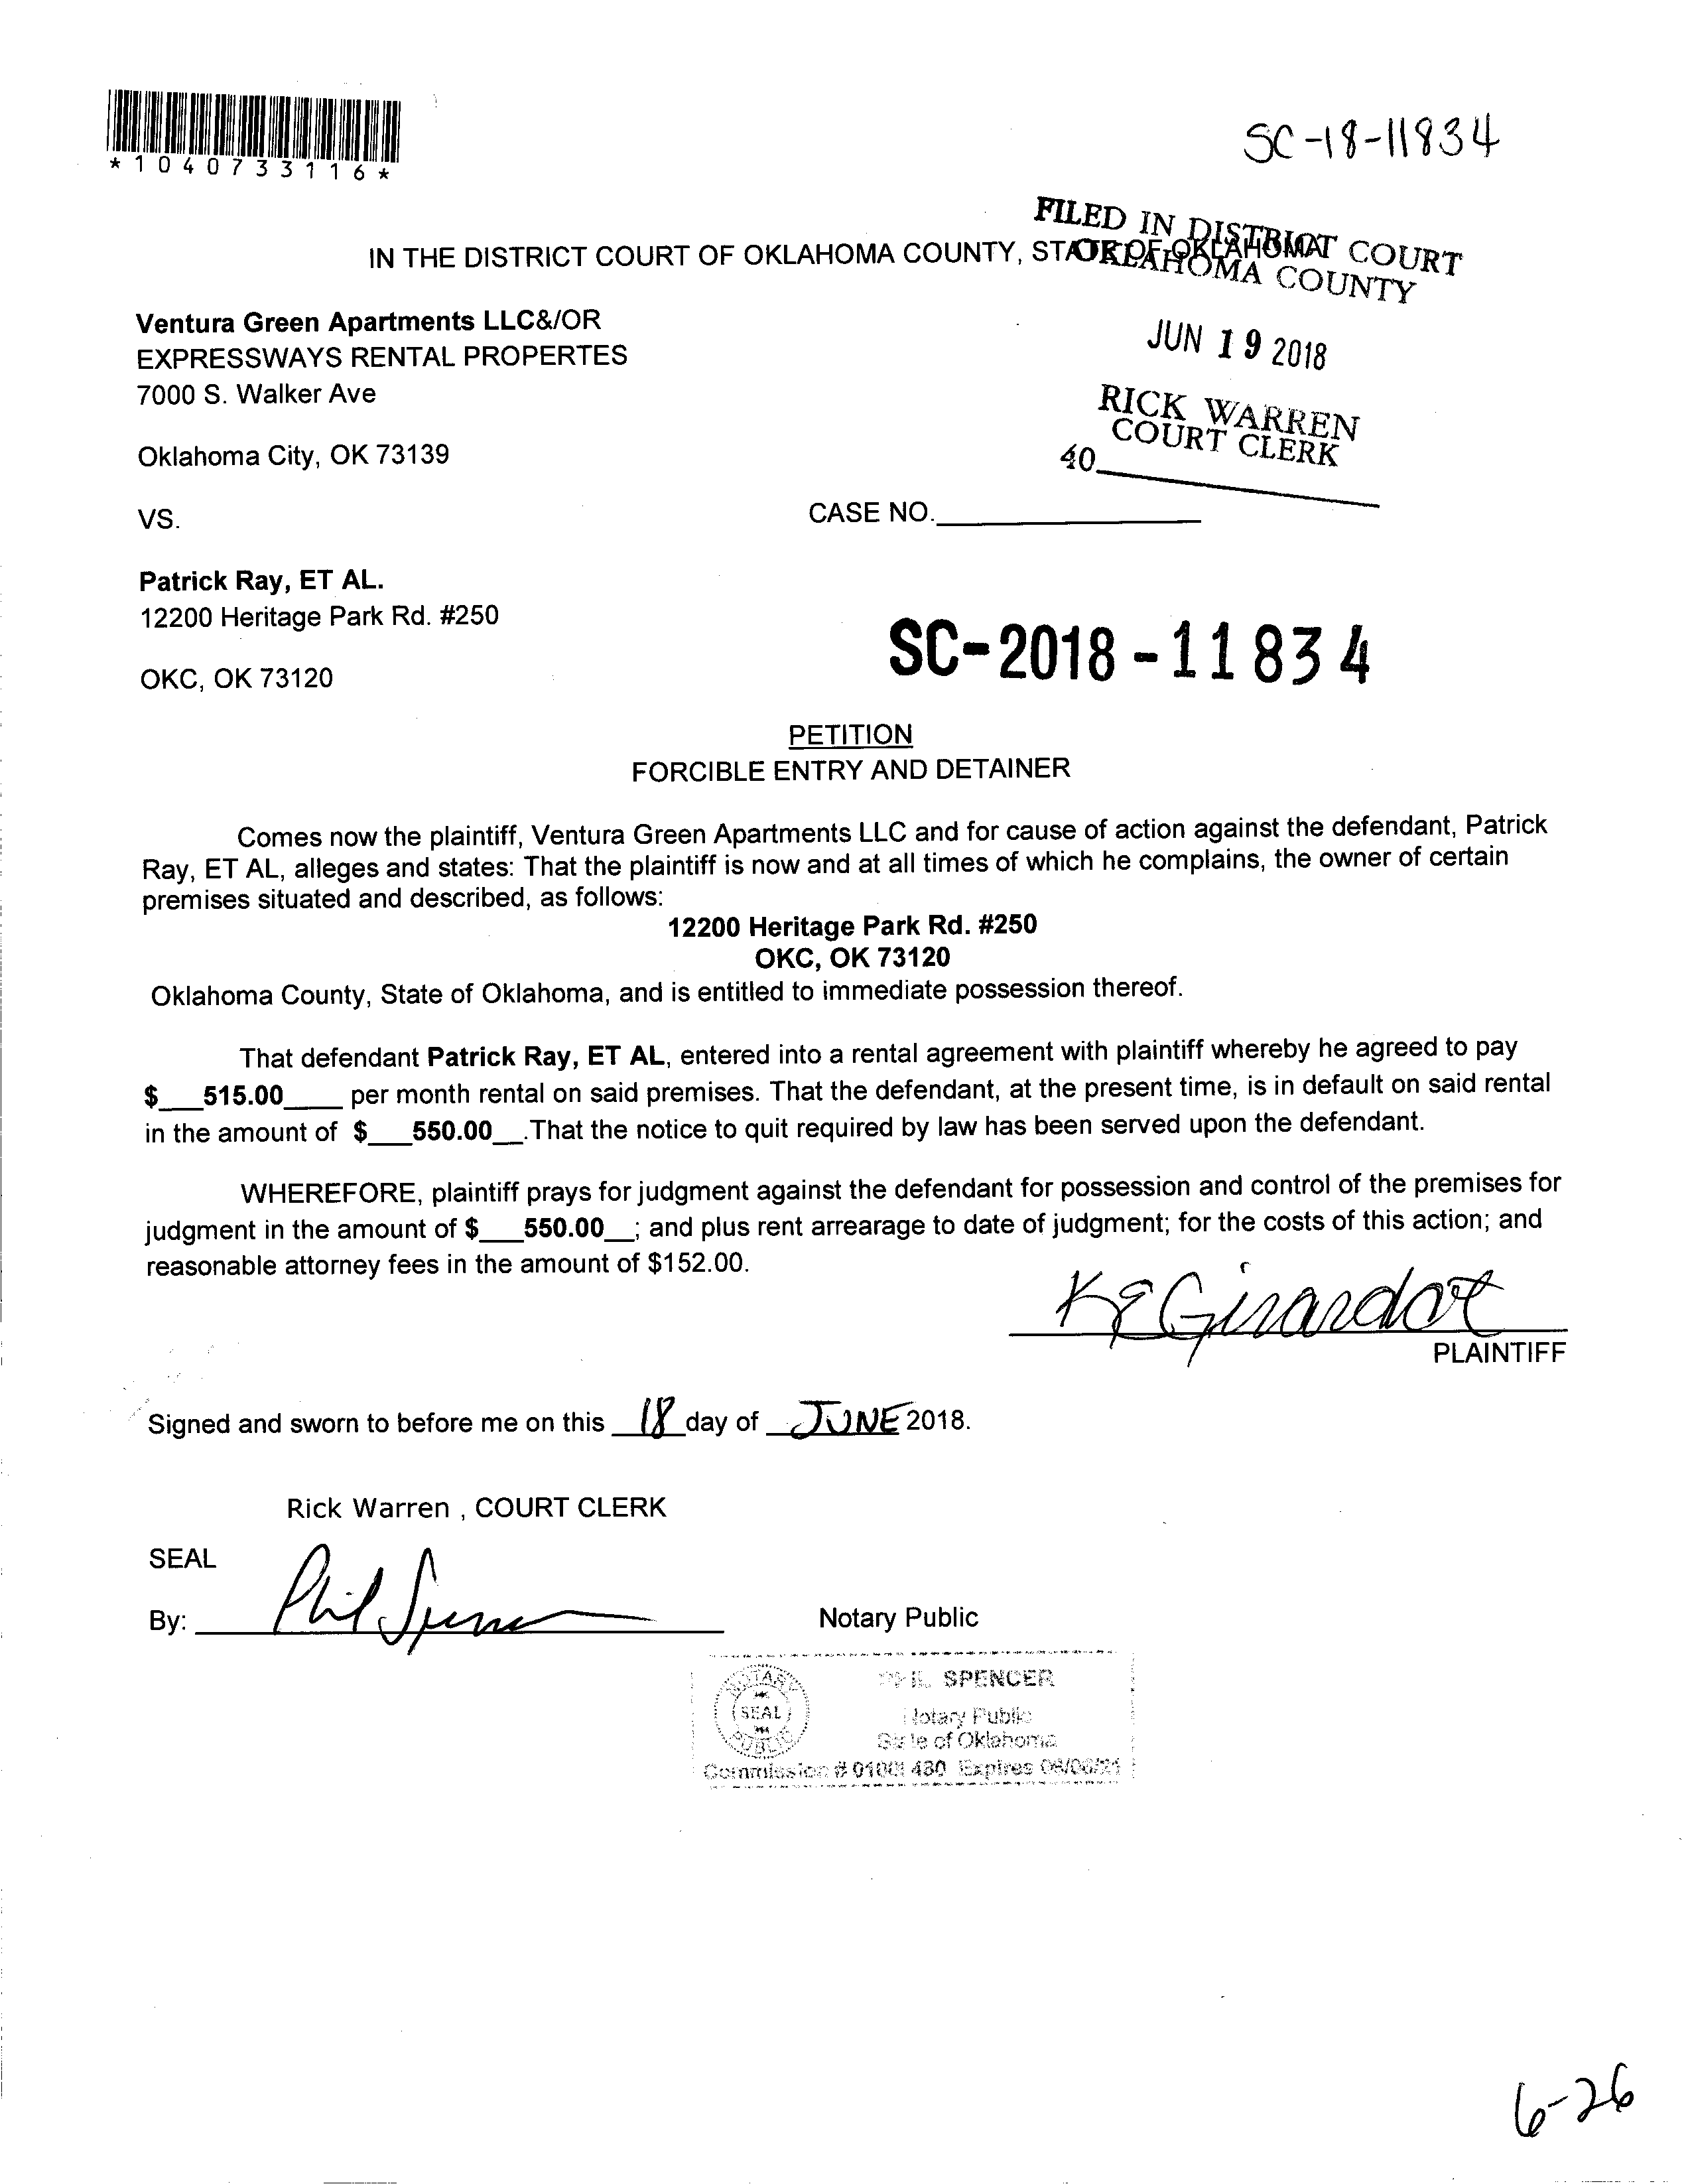 *1040733116*
SC-18-11834
FILED IN DISTRICT COURT
OKLAHOMA COUNTY
IN THE DISTRICT COURT OF OKLAHOMA COUNTY, STATE OF OKLAHOMA
JUN 19 2018
RICK WARREN
COURT CLERK
40
Ventura Green Apartments LLC&/OR
EXPRESSWAYS RENTAL PROPERTES
7000 S. Walker Ave
Oklahoma City, OK 73139
VS.
CASE NO.
Patrick Ray, ET AL.
12200 Heritage Park Rd. #250
OKC, OK 73120
SC-2018-11834
PETITION
FORCIBLE ENTRY AND DETAINER
Comes now the plaintiff, Ventura Green Apartments LLC and for cause of action against the defendant, Patrick
Ray, ET AL, alleges and states: That the plaintiff is now and at all times of which he complains, the owner of certain
premises situated and described, as follows:
12200 Heritage Park Rd. #250
OKC, OK 73120
Oklahoma County, State of Oklahoma, and is entitled to immediate possession thereof.
That defendant Patrick Ray, ET AL, entered into a rental agreement with plaintiff whereby he agreed to pay
$___515.00____ per month rental on said premises. That the defendant, at the present time, is in default on said rental
in the amount of $___550.00__.That the notice to quit required by law has been served upon the defendant.
WHEREFORE, plaintiff prays for judgment against the defendant for possession and control of the premises for
judgment in the amount of $___550.00__; and plus rent arrearage to date of judgment; for the costs of this action; and
reasonable attorney fees in the amount of $152.00.
KE Girardot
PLAINTIFF
Signed and sworn to before me on this 18 day of JUNE 2018.
Rick Warren , COURT CLERK
SEAL
By: Phil Spencer
Notary Public
NOTARY
SEAL
PUBLIC
SPENCER
Notary Public
State of Oklahoma
Commission # Expires
6-26